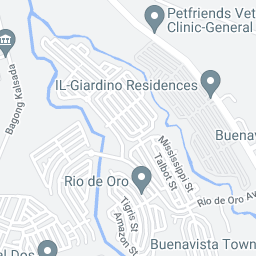 Petfriends Vet
Clinic-General
IL-Giardino Residences
Bagong Kalsada
Buenav
Mississippi St
Talbot St
Rio de Oro
Rio de Oro Av
Tigris St
Amazon St
Buenavista Town
al Dos